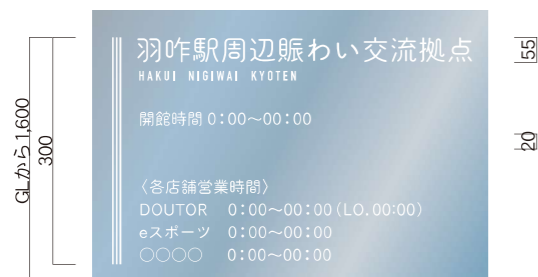 羽咋駅周辺賑わい交流拠点
HAKUI NIGIWAI KYOTEN
開館時間 0:00〜00:00
〈各店舗営業時間〉
DOUTOR 0:00〜00:00(LO.00:00)
eスポーツ 0:00〜00:00
○○○○ 0:00〜00:00
GLから1,600
300
55
20